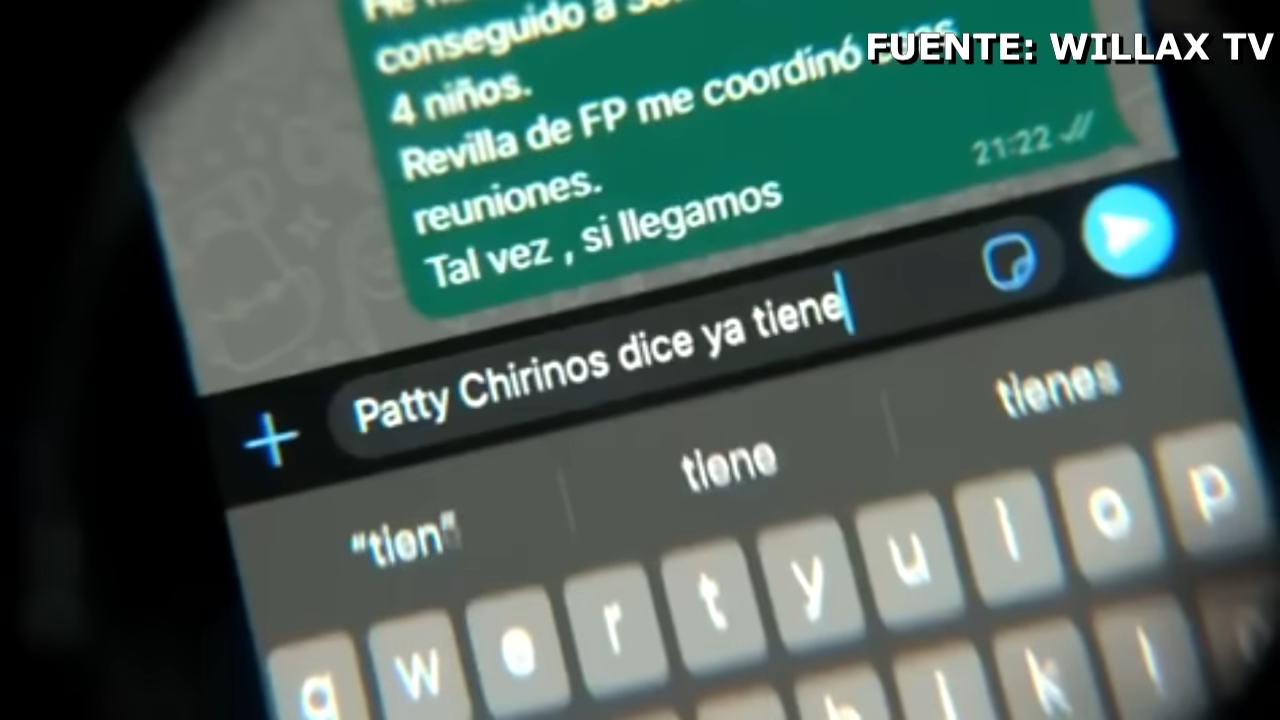 FUENTE: WILLAX TV
He
conseguido a
4 niños.
Revilla de FP me coordinó
reuniones.
Tal vez , si llegamos
21:22
Patty Chirinos dice ya tiene
"tien" tiene tienes
q w e r t y u i o p
h j k l